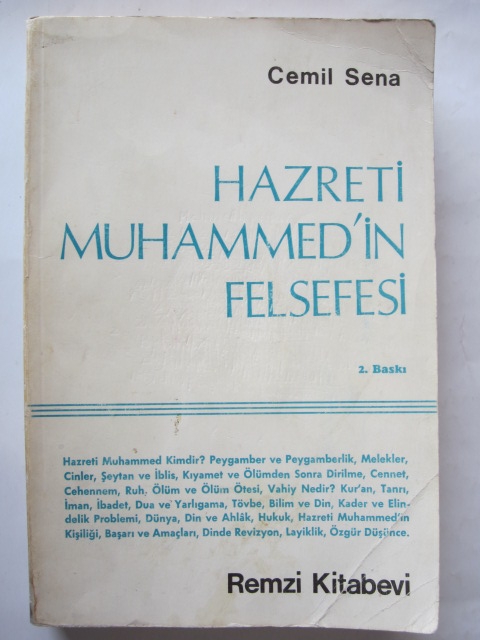 Cemil Sena
HAZRETİ
MUHAMMED'İN
FELSEFESİ
2. Baskı
Hazreti Muhammed Kimdir? Peygamber ve Peygamberlik, Melekler,
Cinler, Şeytan ve İblis, Kıyamet ve Ölümden Sonra Dirilme, Cennet,
Cehennem, Ruh, Ölüm ve Ölüm Ötesi, Vahiy Nedir? Kur'an, Tanrı,
İman, İbadet, Dua ve Yarlıgama, Tövbe, Bilim ve Din, Kader ve Elin-
delik Problemi, Dünya, Din ve Ahlâk, Hukuk, Hazreti Muhammed'in
Kişiliği, Başarı ve Amaçları, Dinde Revizyon, Layiklik, Özgür Düşünce.
Remzi Kitabevi